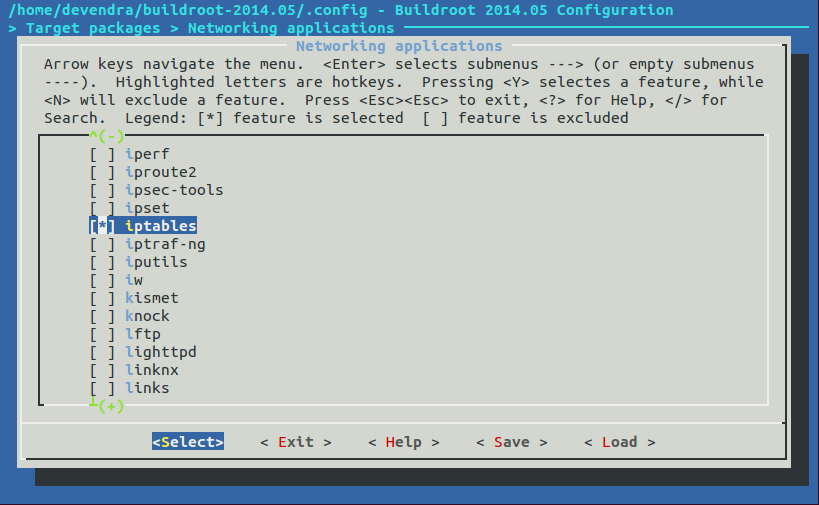 /home/devendra/buildroot-2014.05/.config - Buildroot 2014.05 Configuration
> Target packages > Networking applications
Networking applications
Arrow keys navigate the menu.  <Enter> selects submenus ---> (or empty submenus
----).  Highlighted letters are hotkeys.  Pressing <Y> selectes a feature, while
<N> will exclude a feature.  Press <Esc><Esc> to exit, <?> for Help, </> for
Search.  Legend: [*] feature is selected  [ ] feature is excluded
^(-)
[ ] iperf
[ ] iproute2
[ ] ipsec-tools
[ ] ipset
[*] iptables
[ ] iptraf-ng
[ ] iputils
[ ] iw
[ ] kismet
[ ] knock
[ ] lftp
[ ] lighttpd
[ ] linknx
[ ] links
┴(+)
<Select>    < Exit >    < Help >    < Save >    < Load >